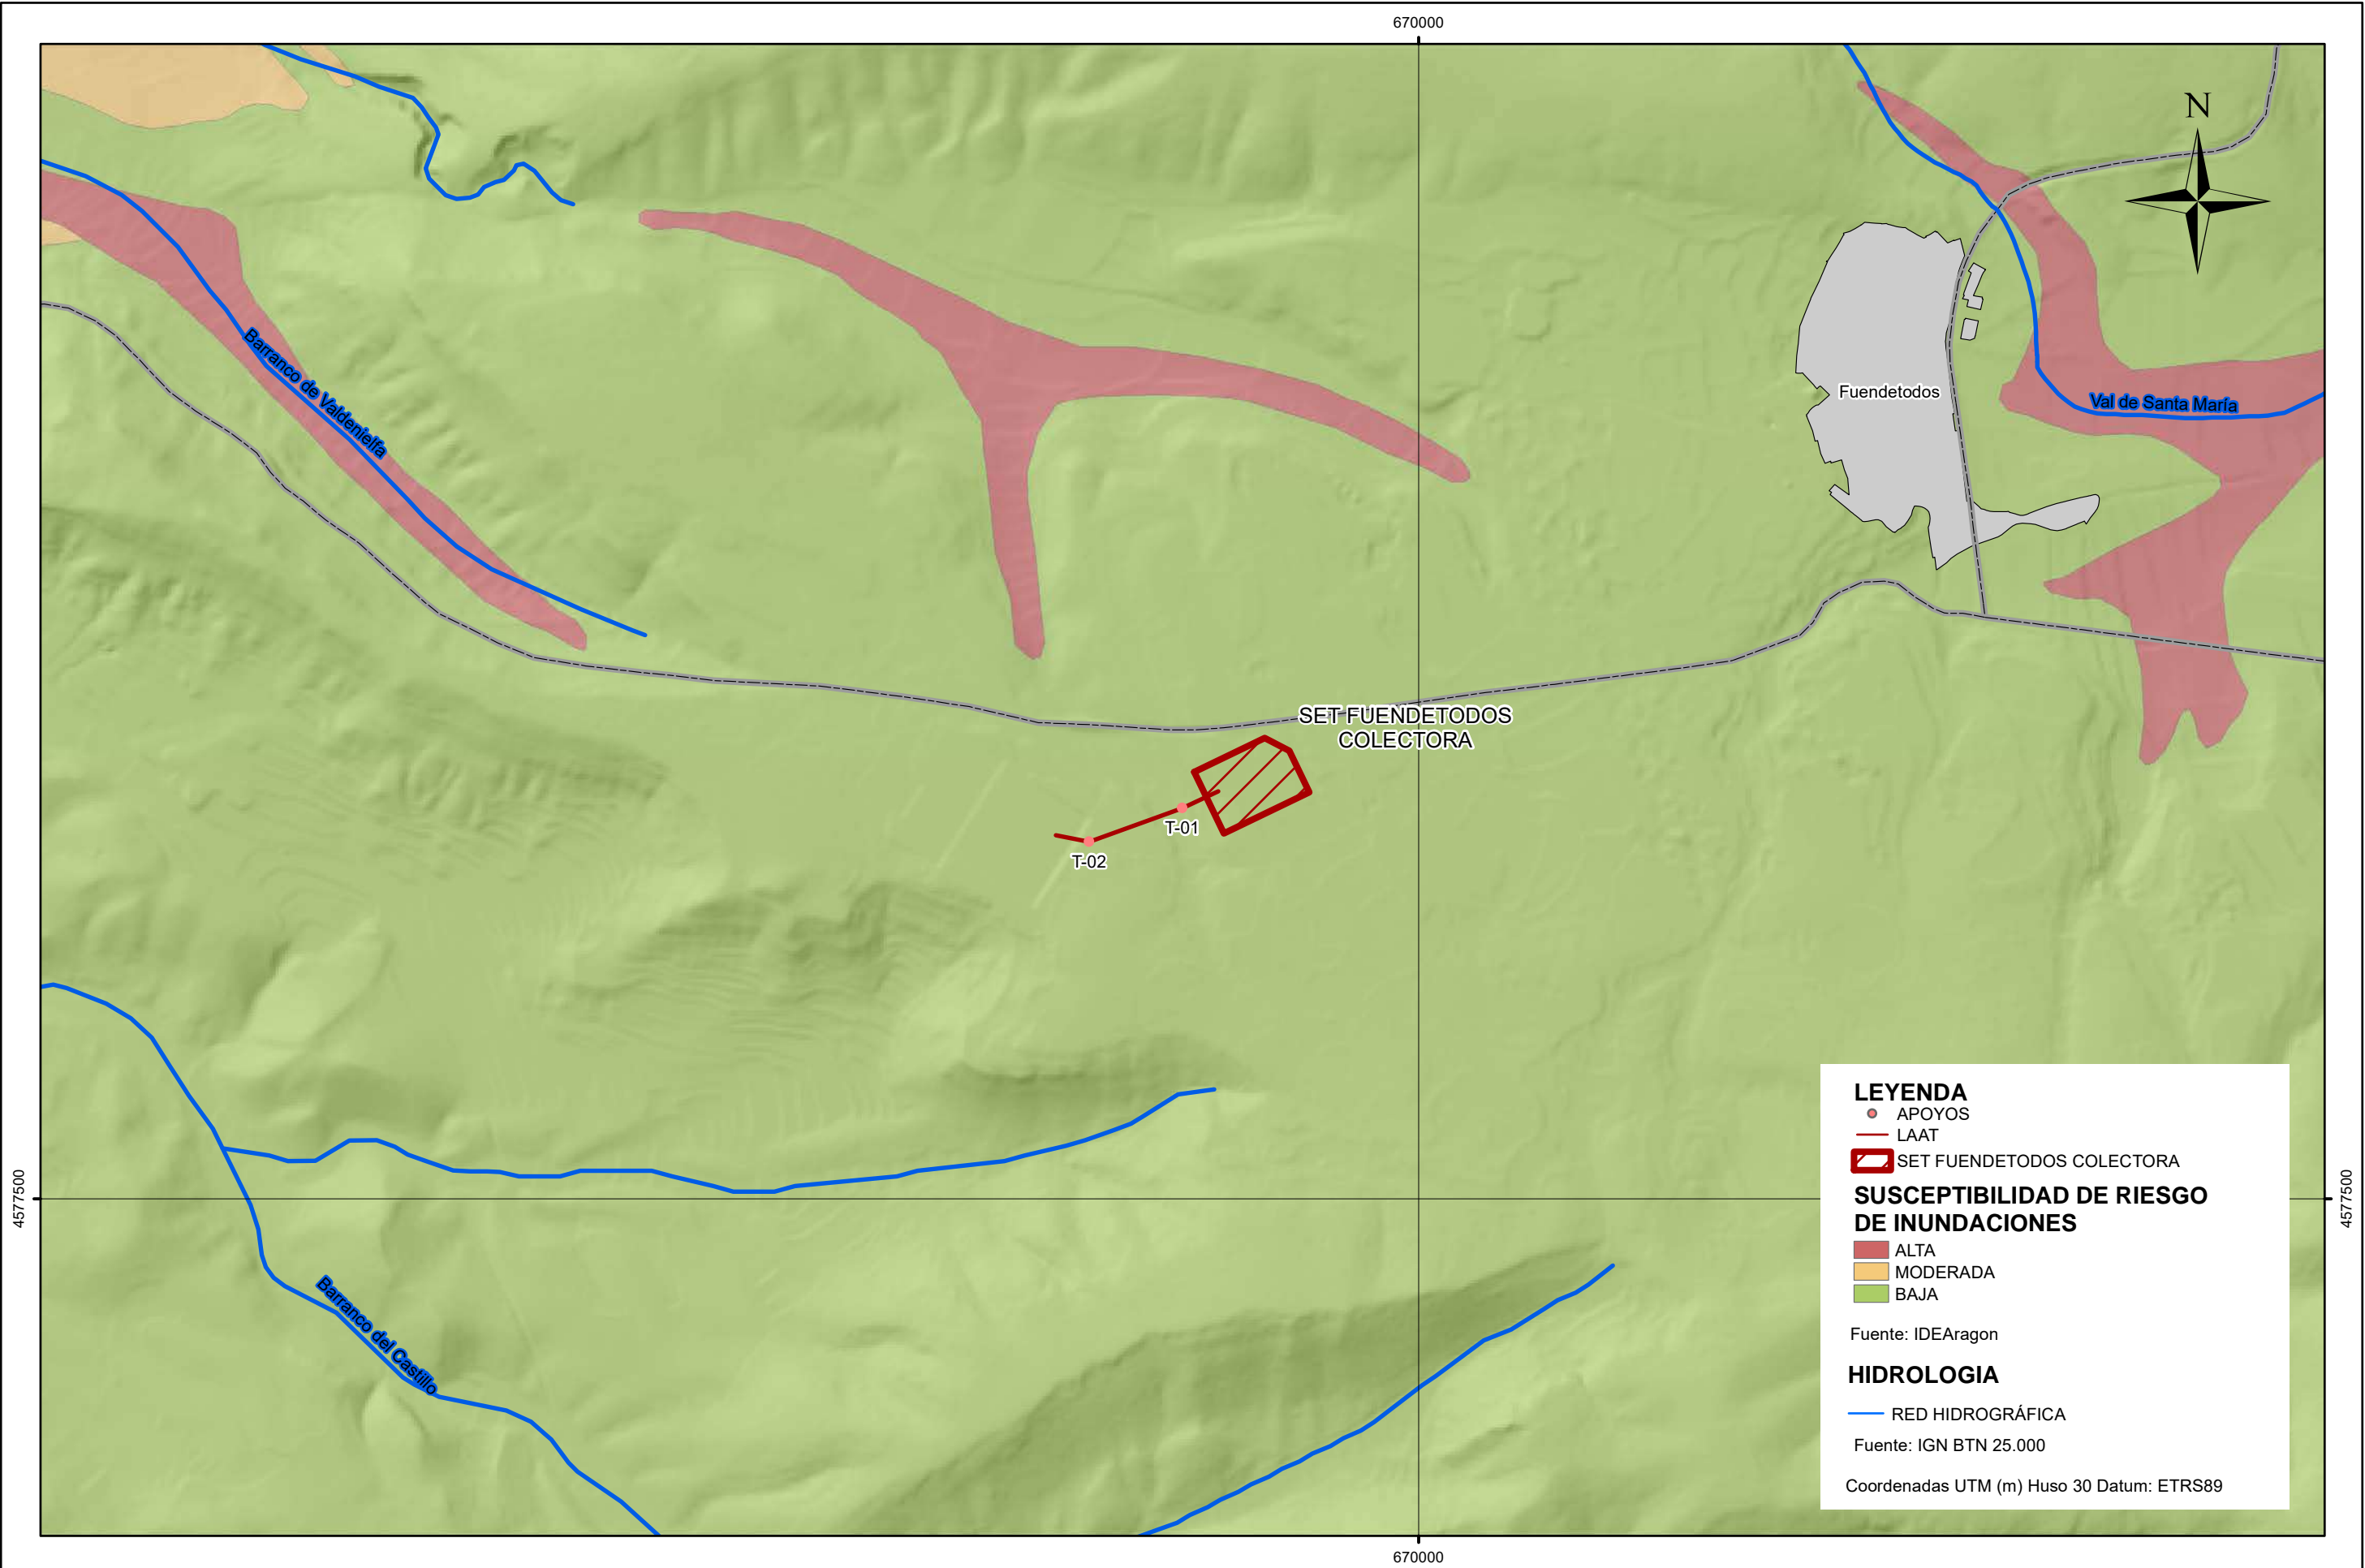 670000
N
Barranco de Valdenielfa
Fuendetodos
Val de Santa María
SET FUENDETODOS
COLECTORA
T-01
T-02
4577500
4577500
Barranco del Castillo
LEYENDA
APOYOS
LAAT
SET FUENDETODOS COLECTORA
SUSCEPTIBILIDAD DE RIESGO
DE INUNDACIONES
ALTA
MODERADA
BAJA
Fuente: IDEAragon
HIDROLOGIA
RED HIDROGRÁFICA
Fuente: IGN BTN 25.000
Coordenadas UTM (m) Huso 30 Datum: ETRS89
670000